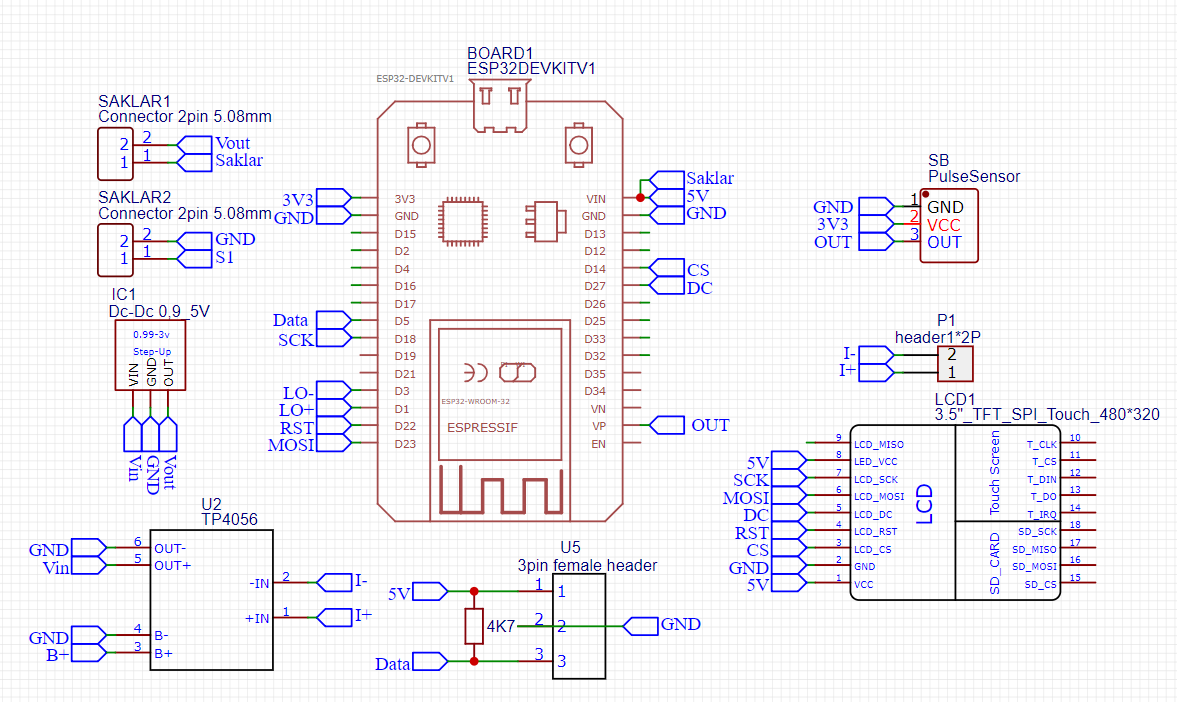 BOARD1
ESP32DEVKITV1
ESP32-DEVKITV1
SAKLAR1
Connector 2pin 5.08mm
2 2 Vout
1 1 Saklar
SAKLAR2
Connector 2pin 5.08mm
2 2 GND
1 1 S1
IC1
Dc-Dc 0,9_5V
0.99-3v
Step-Up
VIN
GND
OUT
Vin
GND
Vout
3V3 3V3
GND GND
D15
D2
D4
D16
D17
Data D5
SCK D18
D19
D21
LO- D3
LO+ D1
RST D22
MOSI D23
Saklar
VIN 5V
GND GND
D13
D12
D14 CS
D27 DC
D26
D25
D33
D32
D35
D34
VN
VP OUT
EN
ESP32-WROOM-32
ESPRESSIF
SB
PulseSensor
GND 1 GND
3V3 2 VCC
OUT 3 OUT
P1
header1*2P
I- 2
I+ 1
LCD1
3.5"_TFT_SPI_Touch_480*320
9 LCD_MISO
5V 8 LED_VCC
SCK 7 LCD_SCK
MOSI 6 LCD_MOSI
DC 5 LCD_DC
RST 4 LCD_RST
CS 3 LCD_CS
GND 2 GND
5V 1 VCC
LCD
Touch Screen
SD_CARD
T_CLK 10
T_CS 11
T_DIN 12
T_DO 13
T_IRQ 14
SD_SCK 18
SD_MISO 17
SD_MOSI 16
SD_CS 15
U2
TP4056
GND 6 OUT-
Vin 5 OUT+
GND 4 B-
B+ 3 B+
-IN 2 I-
+IN 1 I+
U5
3pin female header
5V 1 1
4K7 2 2 GND
Data 3 3